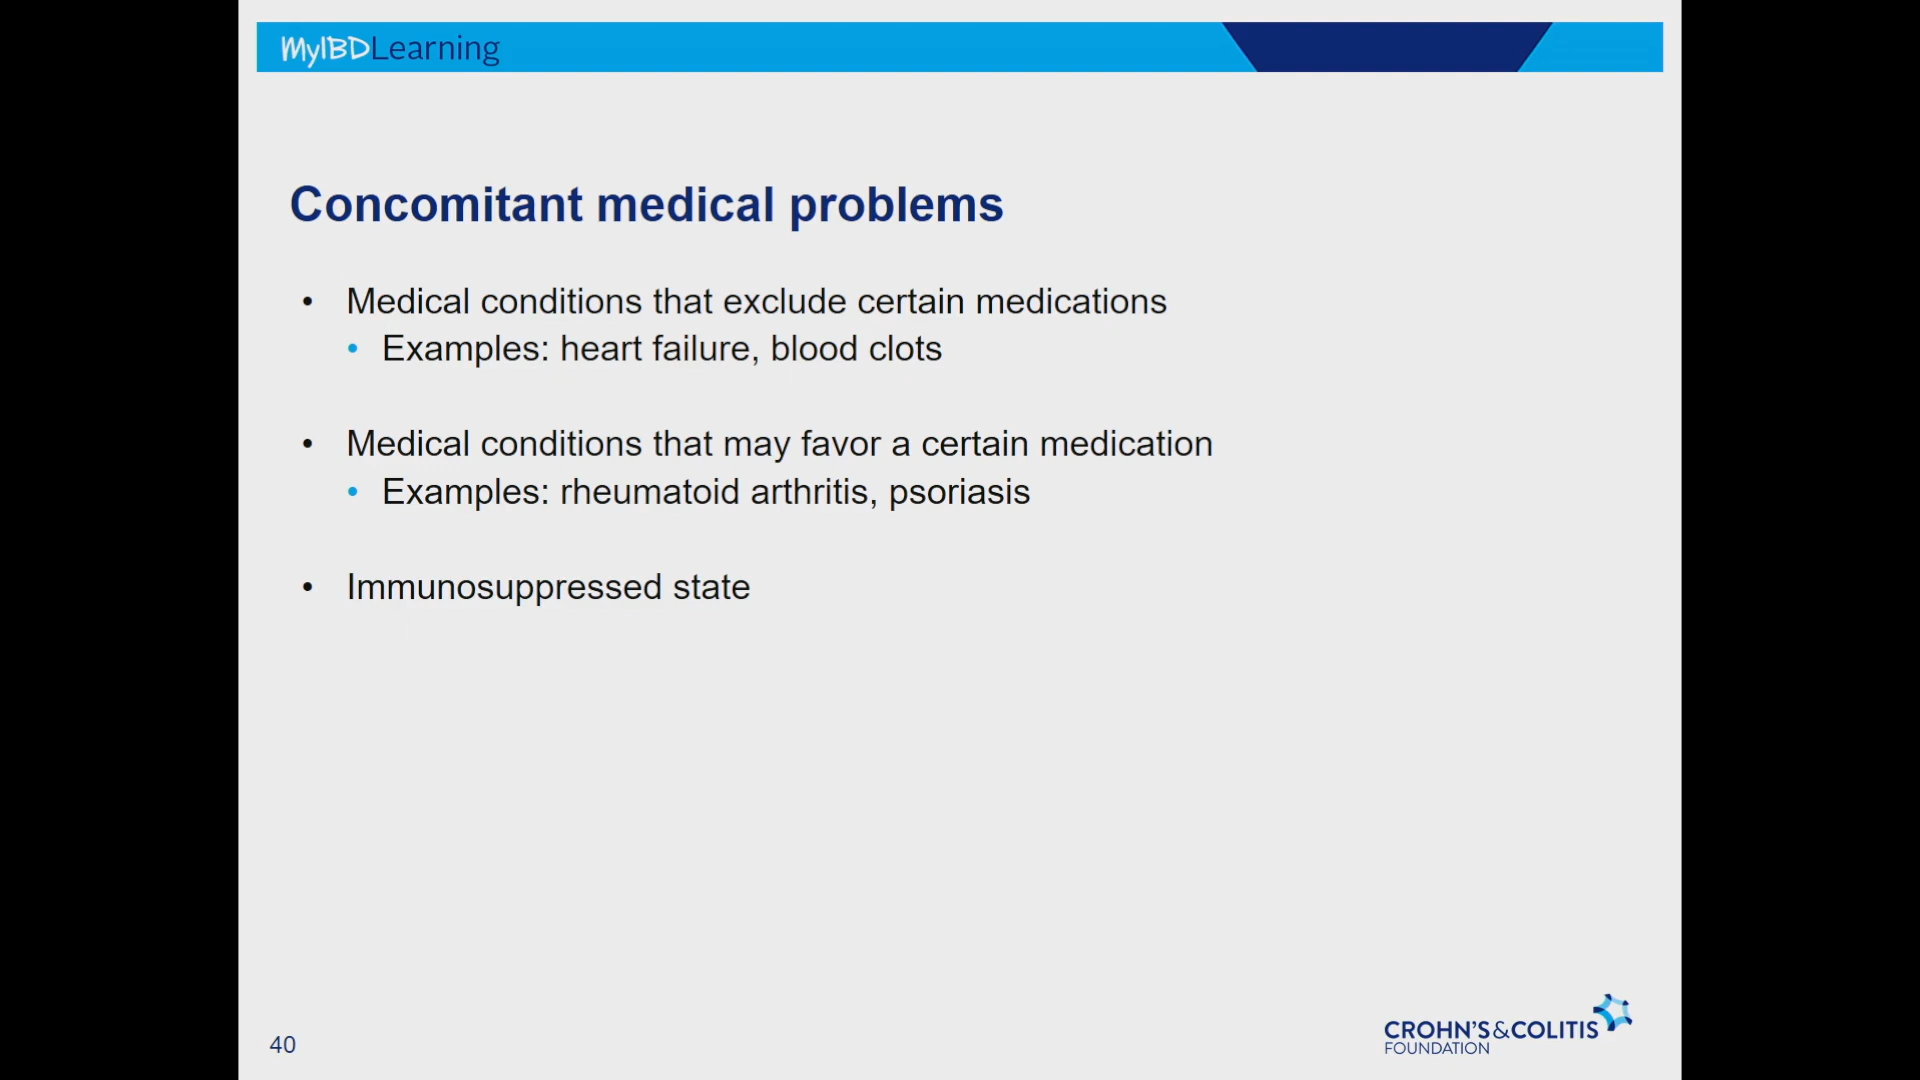 MyIBDLearning
Concomitant medical problems
• Medical conditions that exclude certain medications
• Examples: heart failure, blood clots
• Medical conditions that may favor a certain medication
• Examples: rheumatoid arthritis, psoriasis
• Immunosuppressed state
40
CROHN'S&COLITIS
FOUNDATION